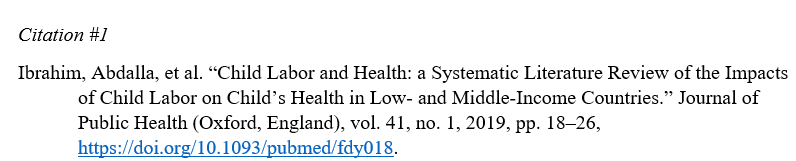 Citation #1
Ibrahim, Abdalla, et al. “Child Labor and Health: a Systematic Literature Review of the Impacts
of Child Labor on Child’s Health in Low- and Middle-Income Countries.” Journal of
Public Health (Oxford, England), vol. 41, no. 1, 2019, pp. 18–26,
https://doi.org/10.1093/pubmed/fdy018.